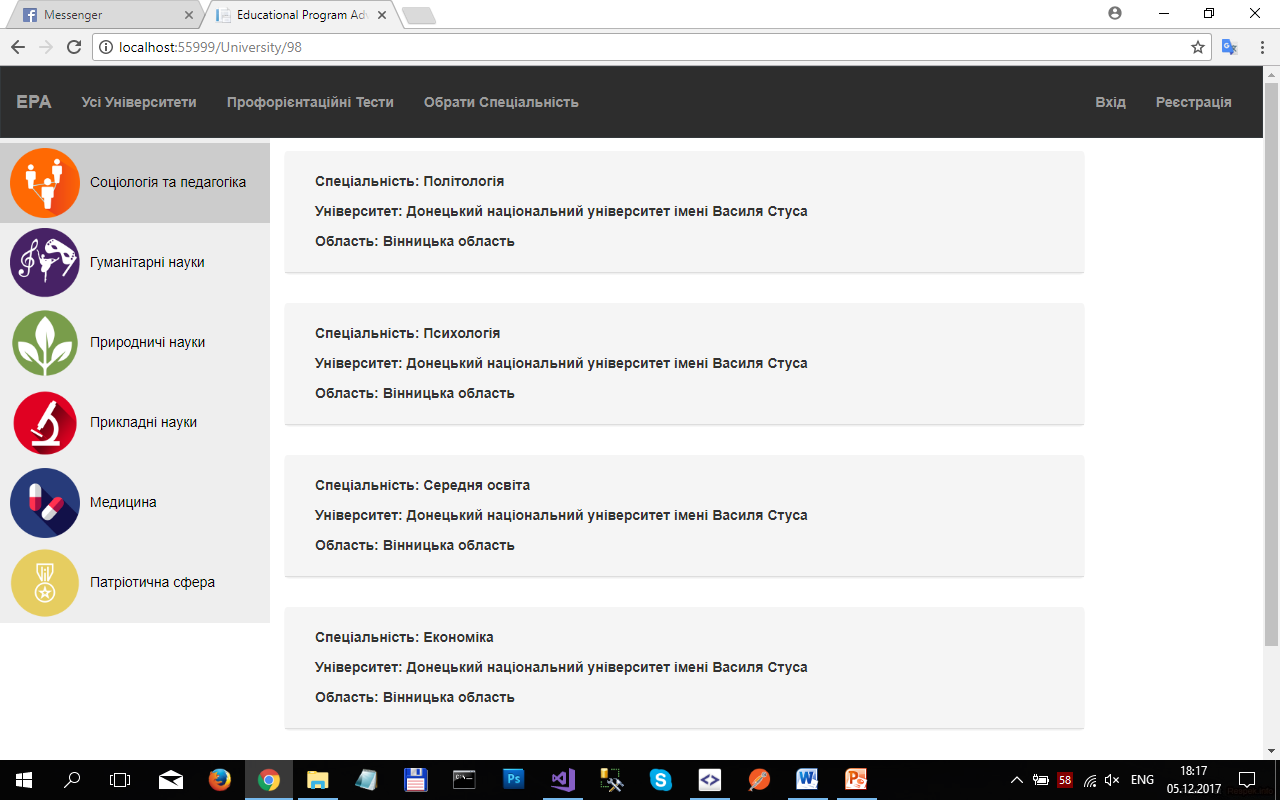 Messenger
Educational Program Adv
localhost:55999/University/98
EPA
Усі Університети
Профорієнтаційні Тести
Обрати Спеціальність
Вхід
Реєстрація
Соціологія та педагогіка
Гуманітарні науки
Природничі науки
Прикладні науки
Медицина
Патріотична сфера
Спеціальність: Політологія
Університет: Донецький національний університет імені Василя Стуса
Область: Вінницька область
Спеціальність: Психологія
Університет: Донецький національний університет імені Василя Стуса
Область: Вінницька область
Спеціальність: Середня освіта
Університет: Донецький національний університет імені Василя Стуса
Область: Вінницька область
Спеціальність: Економіка
Університет: Донецький національний університет імені Василя Стуса
Область: Вінницька область
Ps
58
ENG
18:17
05.12.2017